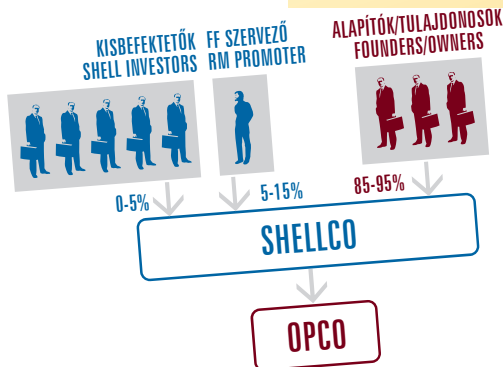 KISBEFEKTETŐK
SHELL INVESTORS
FF SZERVEZŐ
RM PROMOTER
ALAPÍTÓK/TULAJDONOSOK
FOUNDERS/OWNERS
0-5%
5-15%
85-95%
SHELLCO
OPCO